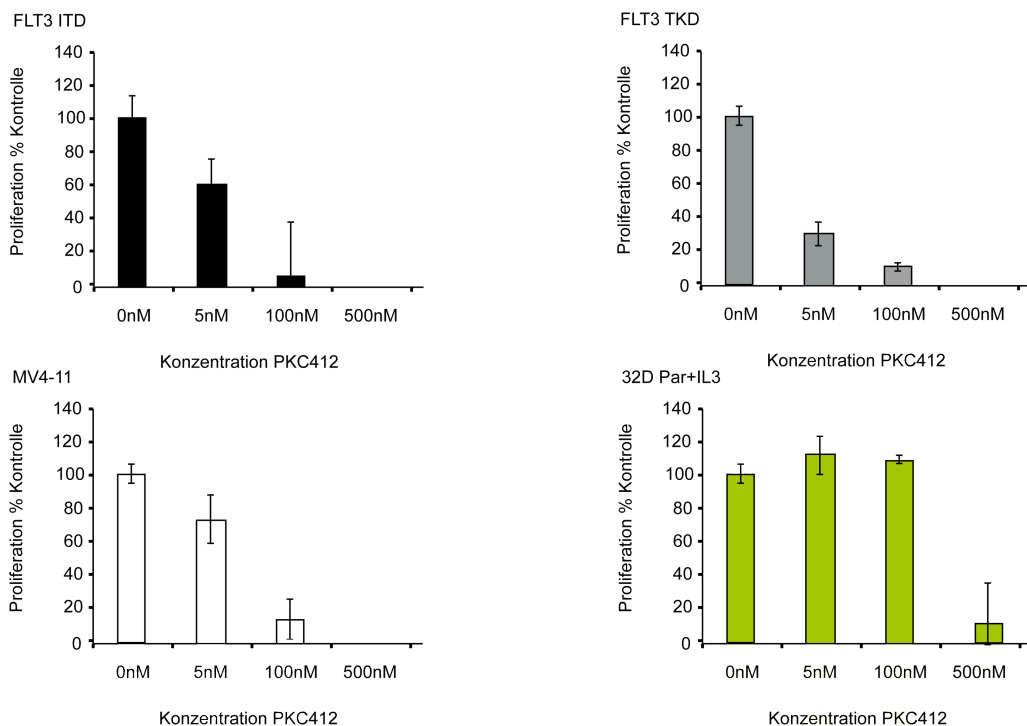 FLT3 ITD
Proliferation % Kontrolle
140
120
100
80
60
40
20
0
0nM 5nM 100nM 500nM
Konzentration PKC412
FLT3 TKD
Proliferation % Kontrolle
140
120
100
80
60
40
20
0
0nM 5nM 100nM 500nM
Konzentration PKC412
MV4-11
Proliferation % Kontrolle
140
120
100
80
60
40
20
0
0nM 5nM 100nM 500nM
Konzentration PKC412
32D Par+IL3
Proliferation % Kontrolle
140
120
100
80
60
40
20
0
0nM 5nM 100nM 500nM
Konzentration PKC412